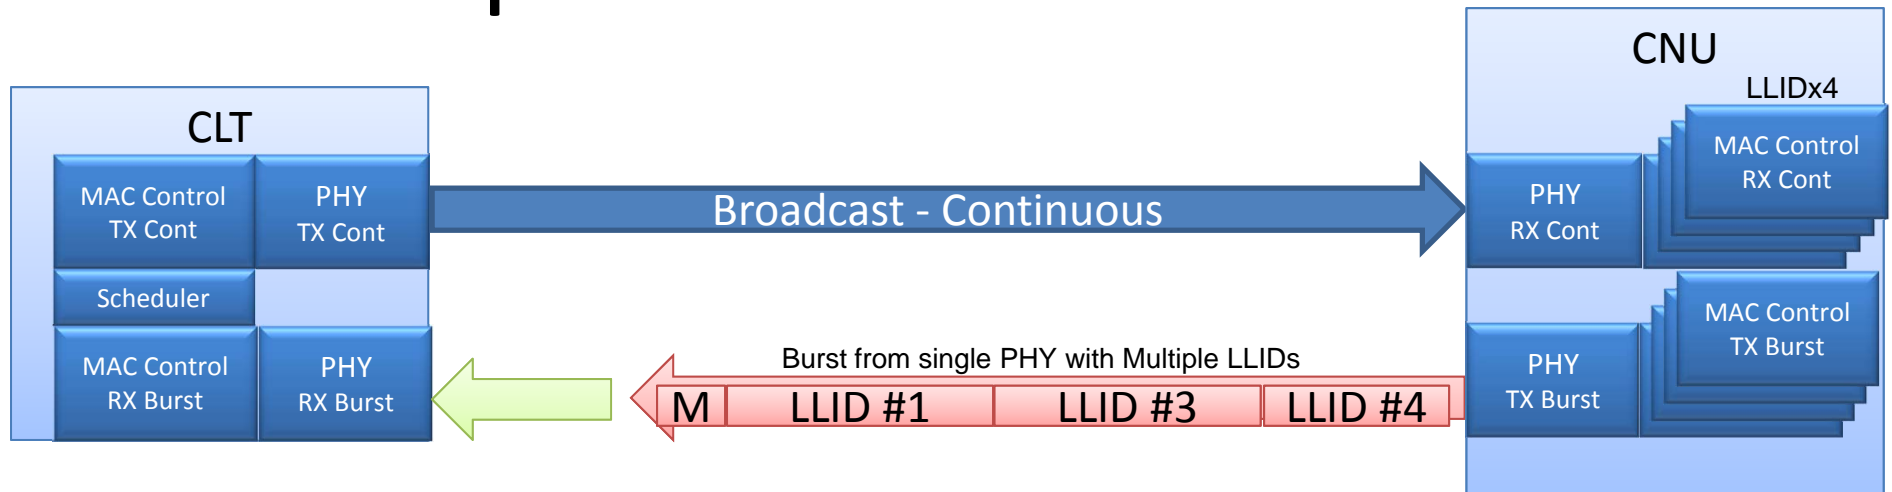 CLT
MAC Control
TX Cont
PHY
TX Cont
Scheduler
MAC Control
RX Burst
PHY
RX Burst
Broadcast - Continuous
Burst from single PHY with Multiple LLIDs
M LLID #1 LLID #3 LLID #4
CNU
LLIDx4
PHY
RX Cont
MAC Control
RX Cont
PHY
TX Burst
MAC Control
TX Burst